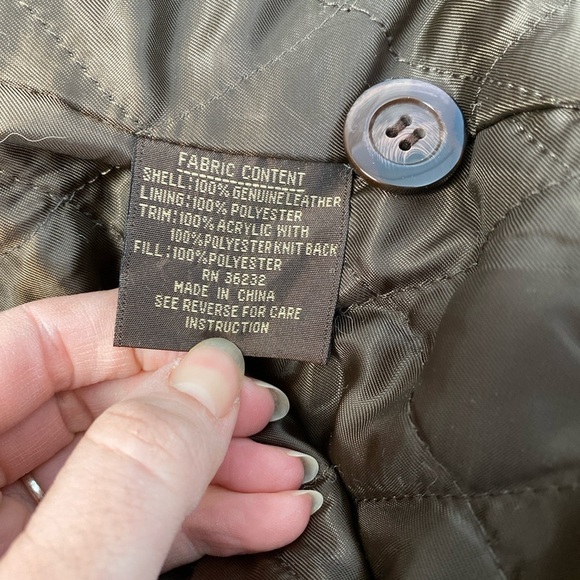 FABRIC CONTENT
SHELL:100% GENUINE LEATHER
LINING:100% POLYESTER
TRIM:100% ACRYLIC WITH
100%POLYESTER KNIT BACK
FILL:100%POLYESTER
RN 36232
MADE IN CHINA
SEE REVERSE FOR CARE
INSTRUCTION